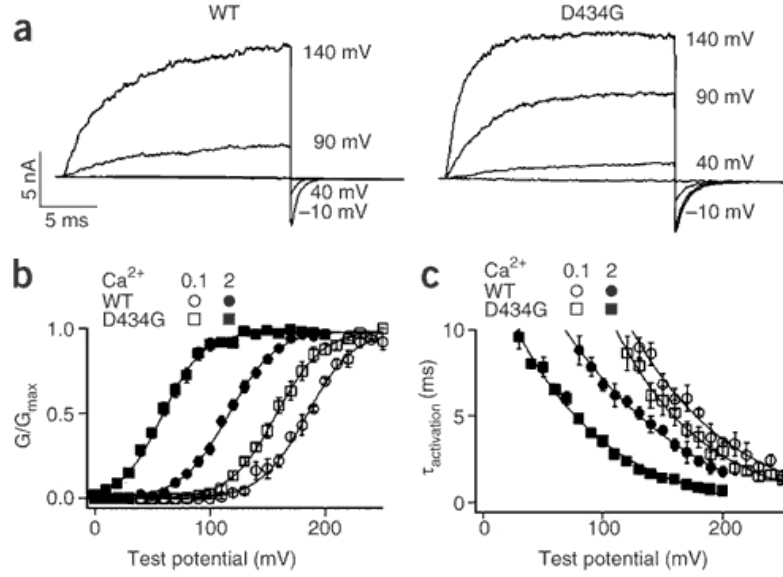 a
WT
D434G
140 mV
90 mV
40 mV
−10 mV
5 nA
5 ms
140 mV
90 mV
40 mV
−10 mV
b
Ca2+ 0.1 2
WT
D434G
1.0
0.5
0.0
G/Gmax
0 100 200
Test potential (mV)
c
Ca2+ 0.1 2
WT
D434G
10
5
0
τactivation (ms)
0 100 200
Test potential (mV)